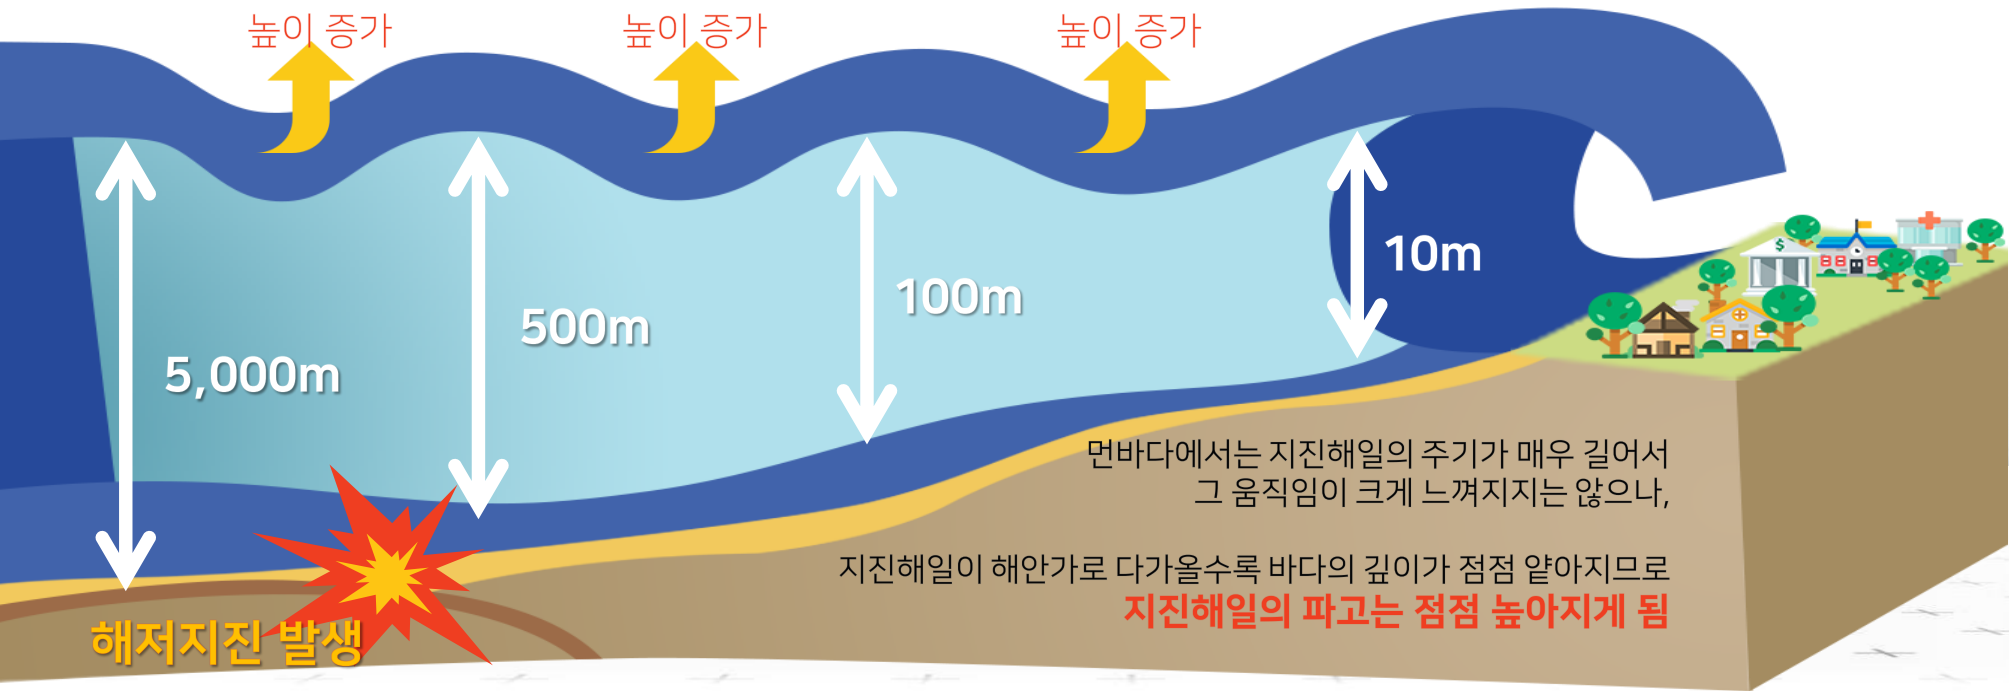 높이 증가
높이 증가
높이 증가
5,000m
500m
100m
10m
먼바다에서는 지진해일의 주기가 매우 길어서
그 움직임이 크게 느껴지지는 않으나,
지진해일이 해안가로 다가올수록 바다의 깊이가 점점 얕아지므로
지진해일의 파고는 점점 높아지게 됨
해저지진 발생
$